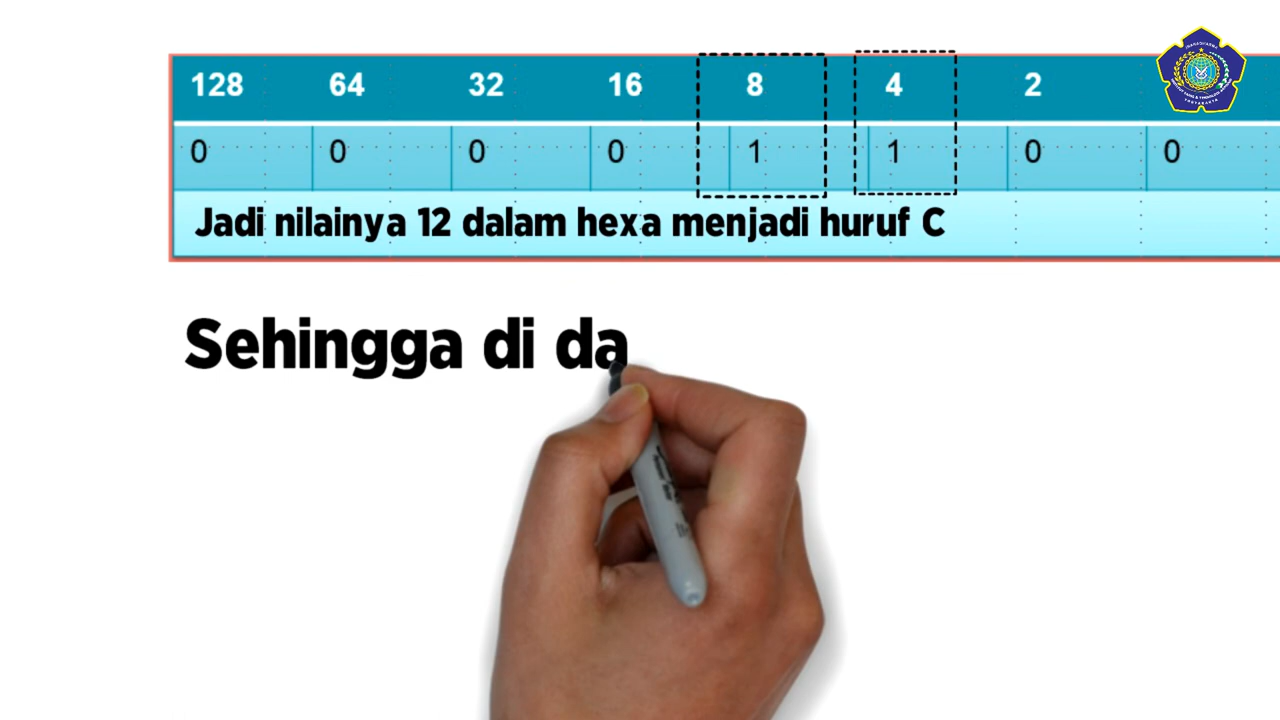 128 64 32 16 8 4 2
0 0 0 0 1 1 0 0
Jadi nilainya 12 dalam hexa menjadi huruf C
Sehingga di da